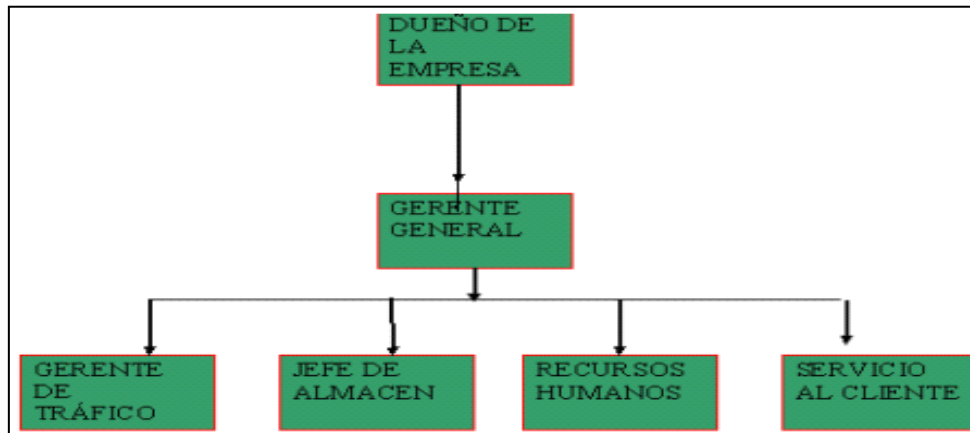 DUEÑO DE
LA
EMPRESA
GERENTE
GENERAL
GERENTE
DE
TRÁFICO
JEFE DE
ALMACEN
RECURSOS
HUMANOS
SERVICIO
AL CLIENTE